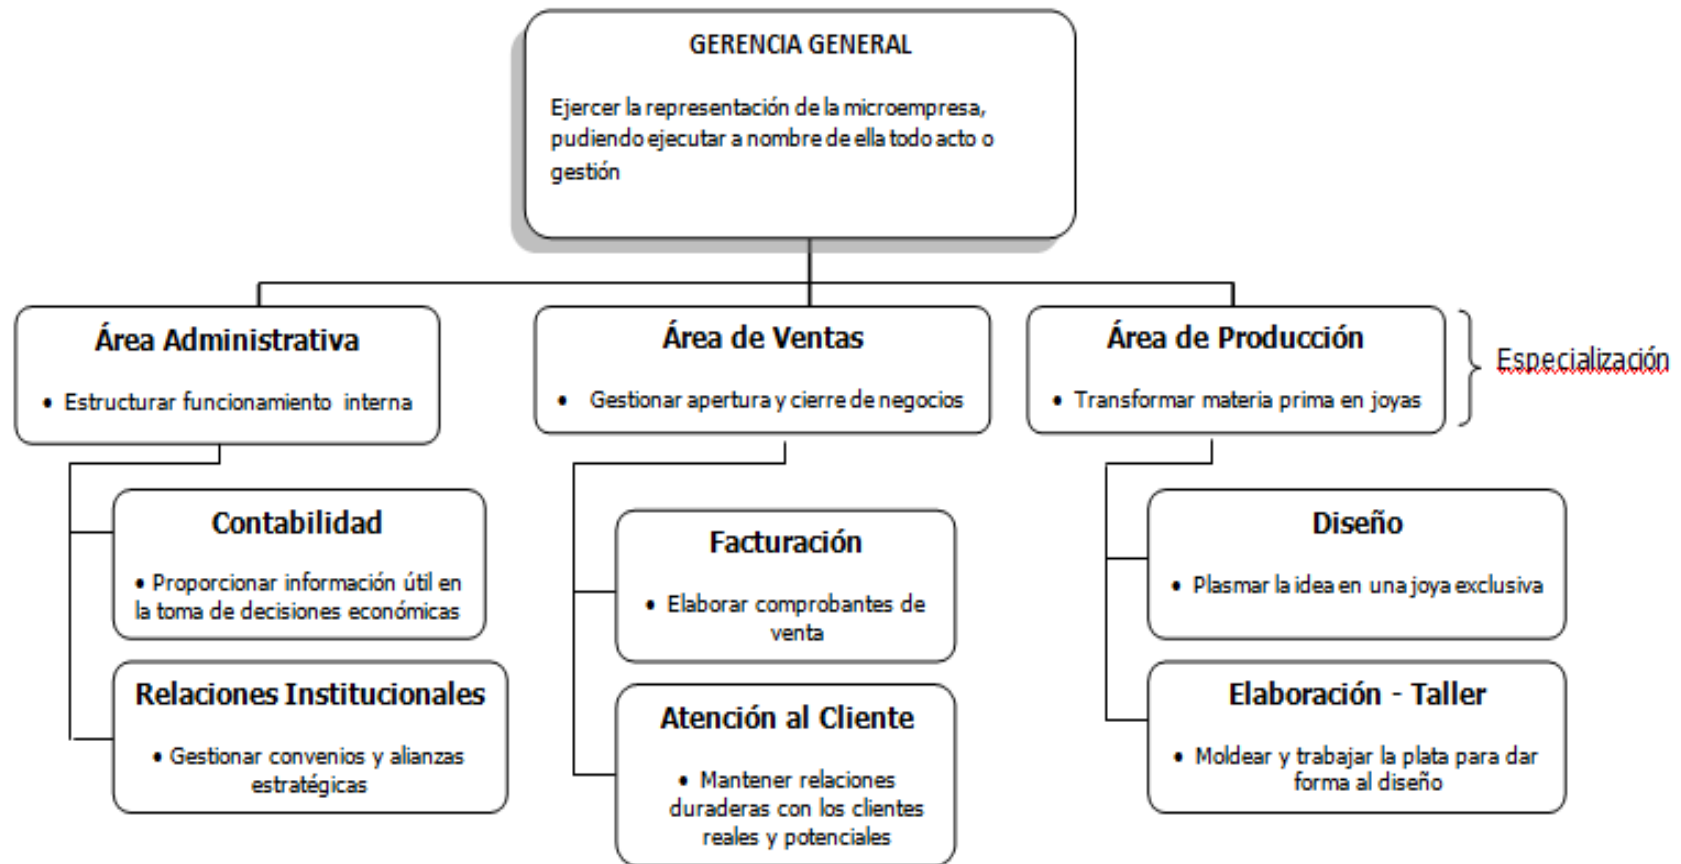 GERENCIA GENERAL
Ejercer la representación de la microempresa,
pudiendo ejecutar a nombre de ella todo acto o
gestión
Área Administrativa
• Estructurar funcionamiento interna
Área de Ventas
• Gestionar apertura y cierre de negocios
Área de Producción
• Transformar materia prima en joyas
Especialización
Contabilidad
• Proporcionar información útil en
la toma de decisiones económicas
Relaciones Institucionales
• Gestionar convenios y alianzas
estratégicas
Facturación
• Elaborar comprobantes de
venta
Atención al Cliente
• Mantener relaciones
duraderas con los clientes
reales y potenciales
Diseño
• Plasmar la idea en una joya exclusiva
Elaboración - Taller
• Moldear y trabajar la plata para dar
forma al diseño